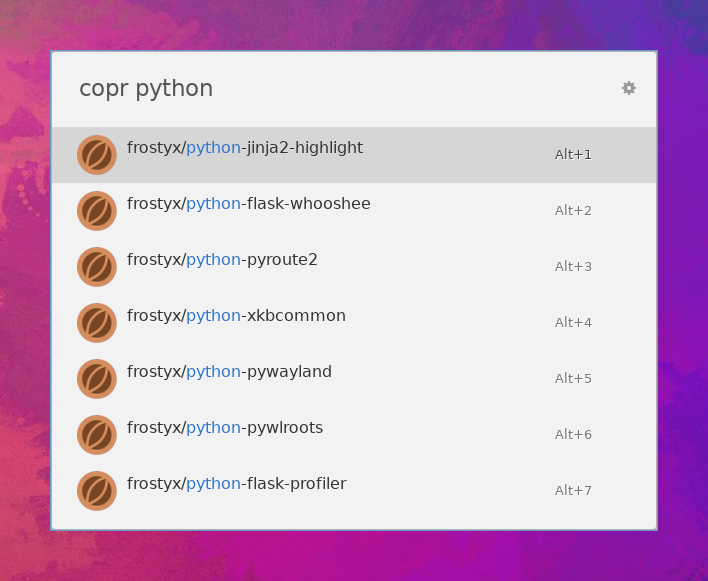 copr python
frostyx/python-jinja2-highlight Alt+1
frostyx/python-flask-whooshee Alt+2
frostyx/python-pyroute2 Alt+3
frostyx/python-xkbcommon Alt+4
frostyx/python-pywayland Alt+5
frostyx/python-pywlroots Alt+6
frostyx/python-flask-profiler Alt+7